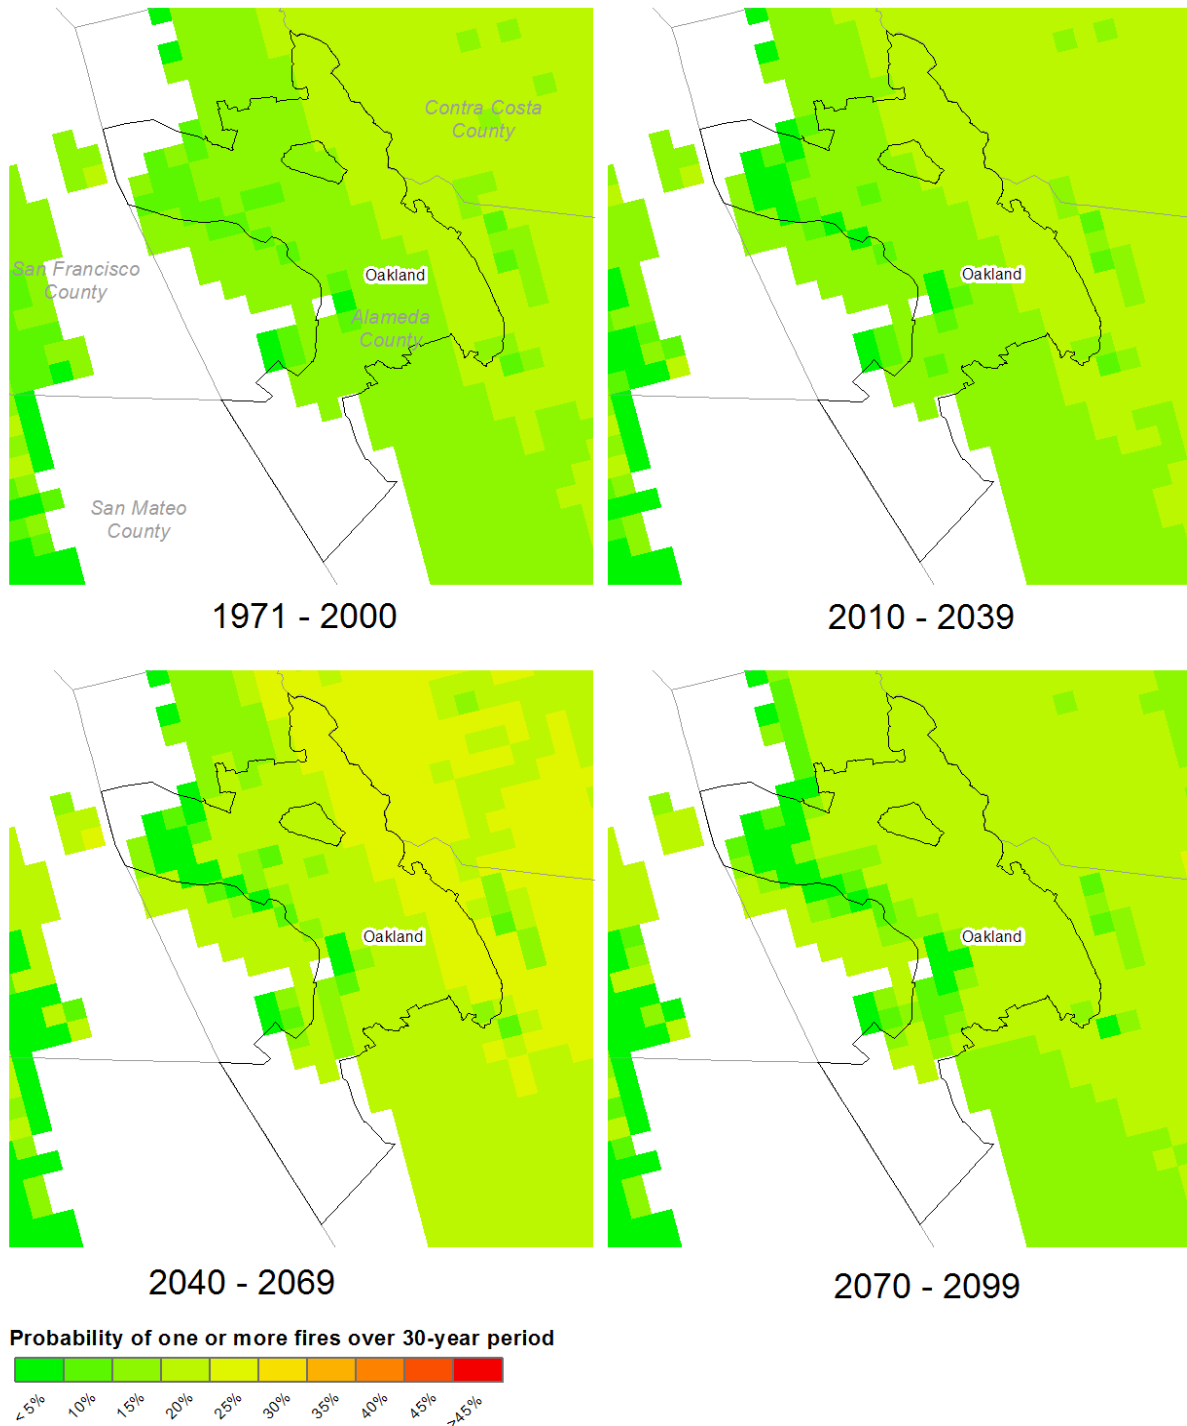 Contra Costa
County
San Francisco
County
Oakland
Alameda
County
San Mateo
County
Oakland
1971 - 2000
2010 - 2039
Oakland
Oakland
2040 - 2069
2070 - 2099
Probability of one or more fires over 30-year period
< 5% 10% 15% 20% 25% 30% 35% 40% 45% >45%